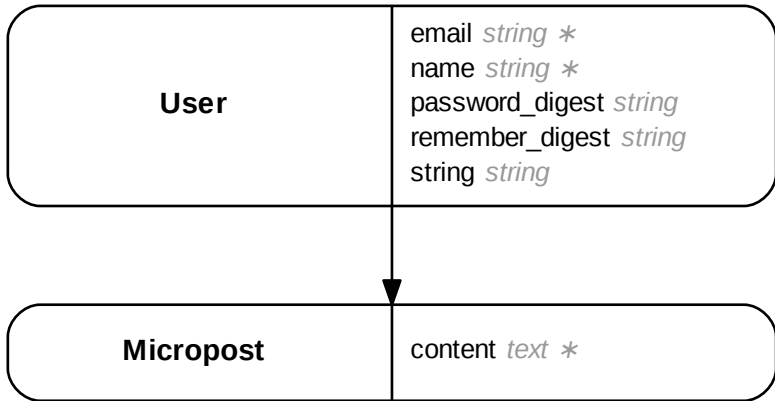 User
email string ∗
name string ∗
password_digest string
remember_digest string
string string
Micropost
content text ∗